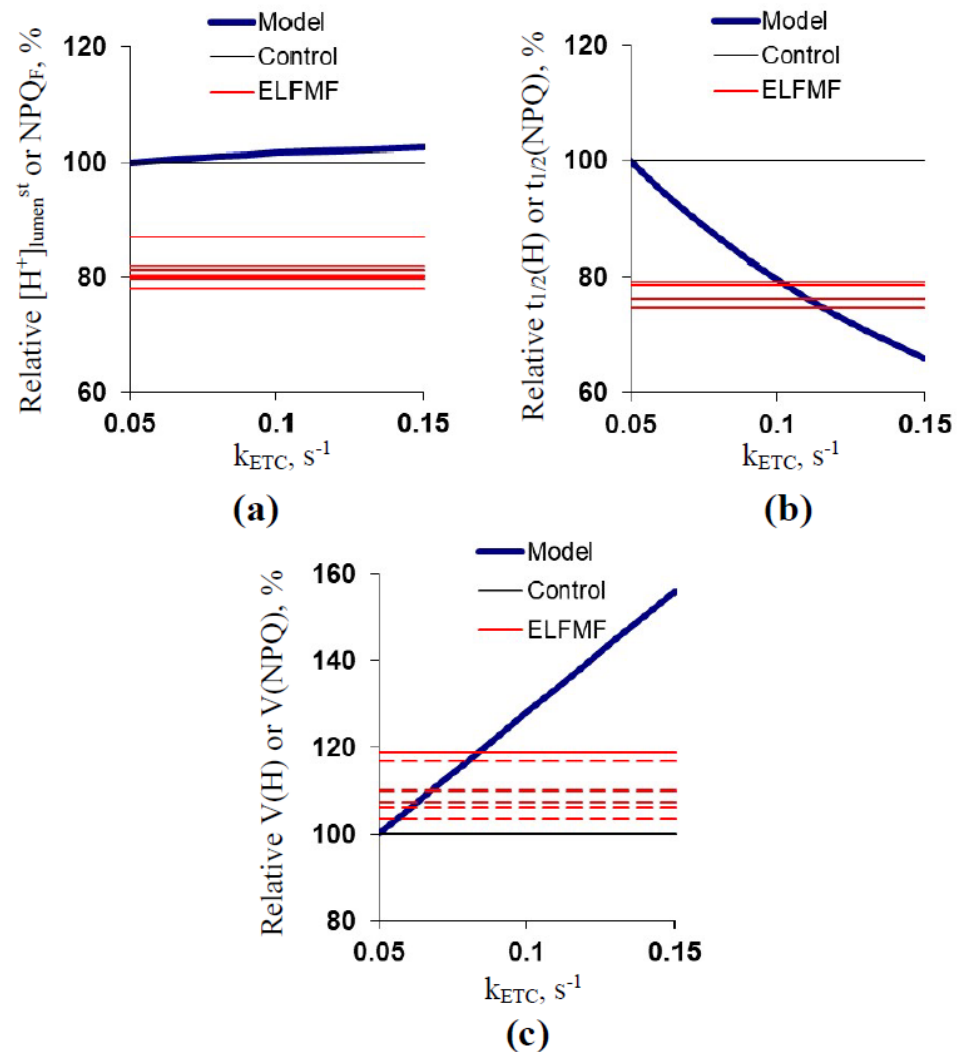 Model
Control
ELFMF
Relative [H⁺]ₗᵤₘₑₙˢᵗ or NPQF, %
120
100
80
60
0.05
0.1
0.15
kETC, s⁻¹
(a)
Model
Control
ELFMF
Relative t1/2(H) or t1/2(NPQ), %
120
100
80
60
0.05
0.1
0.15
kETC, s⁻¹
(b)
Model
Control
ELFMF
Relative V(H) or V(NPQ), %
160
140
120
100
80
0.05
0.1
0.15
kETC, s⁻¹
(c)